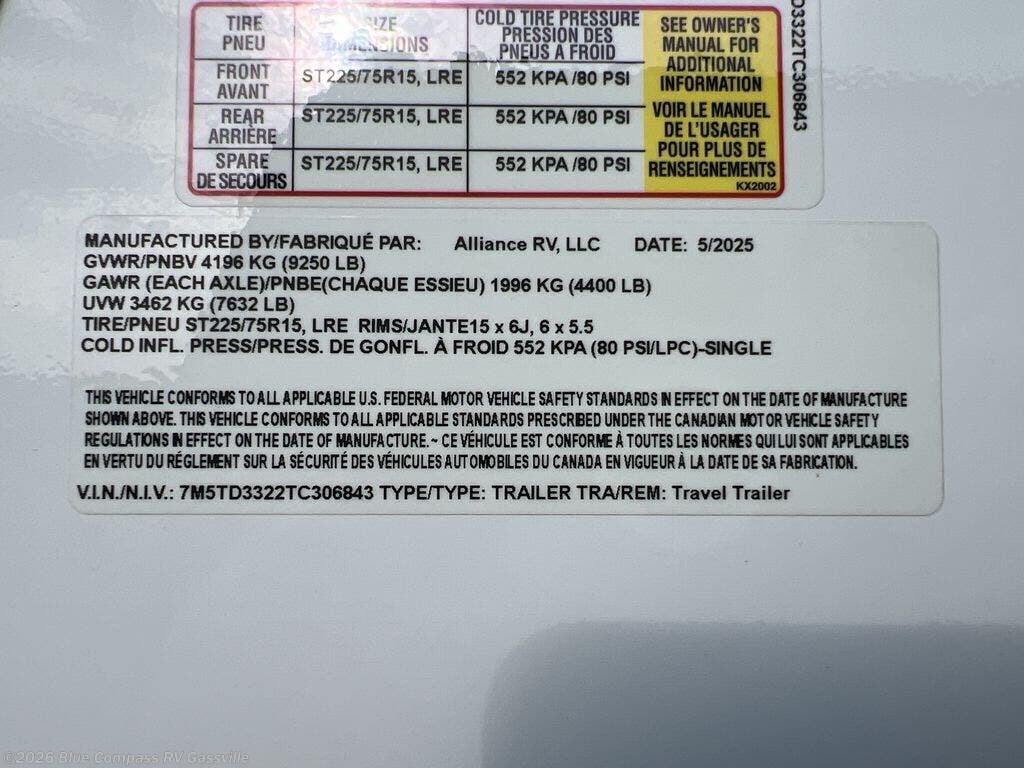 TIRE
PNEU
SIZE
DIMENSIONS
COLD TIRE PRESSURE
PRESSION DES
PNEUS A FROID
SEE OWNER'S
MANUAL FOR
ADDITIONAL
INFORMATION
VOIR LE MANUEL
DE L'USAGER
POUR PLUS DE
RENSEIGNEMENTS
KX2002
FRONT
AVANT
ST225/75R15, LRE
552 KPA /80 PSI
REAR
ARRIÈRE
ST225/75R15, LRE
552 KPA /80 PSI
SPARE
DE SECOURS
ST225/75R15, LRE
552 KPA /80 PSI
D3322TC306843
MANUFACTURED BY/FABRIQUÉ PAR: Alliance RV, LLC DATE: 5/2025
GVWR/PNBV 4196 KG (9250 LB)
GAWR (EACH AXLE)/PNBE(CHAQUE ESSIEU) 1996 KG (4400 LB)
UVW 3462 KG (7632 LB)
TIRE/PNEU ST225/75R15, LRE RIMS/JANTE15 x 6J, 6 x 5.5
COLD INFL. PRESS/PRESS. DE GONFL. À FROID 552 KPA (80 PSI/LPC)-SINGLE
THIS VEHICLE CONFORMS TO ALL APPLICABLE U.S. FEDERAL MOTOR VEHICLE SAFETY STANDARDS IN EFFECT ON THE DATE OF MANUFACTURE
SHOWN ABOVE. THIS VEHICLE CONFORMS TO ALL APPLICABLE STANDARDS PRESCRIBED UNDER THE CANADIAN MOTOR VEHICLE SAFETY
REGULATIONS IN EFFECT ON THE DATE OF MANUFACTURE. ~ CE VÉHICULE EST CONFORME À TOUTES LES NORMES QUI LUI SONT APPLICABLES
EN VERTU DU RÉGLEMENT SUR LA SÉCURITÉ DES VÉHICULES AUTOMOBILES DU CANADA EN VIGUEUR À LA DATE DE SA FABRICATION.
V.I.N./N.I.V.: 7M5TD3322TC306843 TYPE/TYPE: TRAILER TRA/REM: Travel Trailer
©2026 Blue Compass RV Gassville